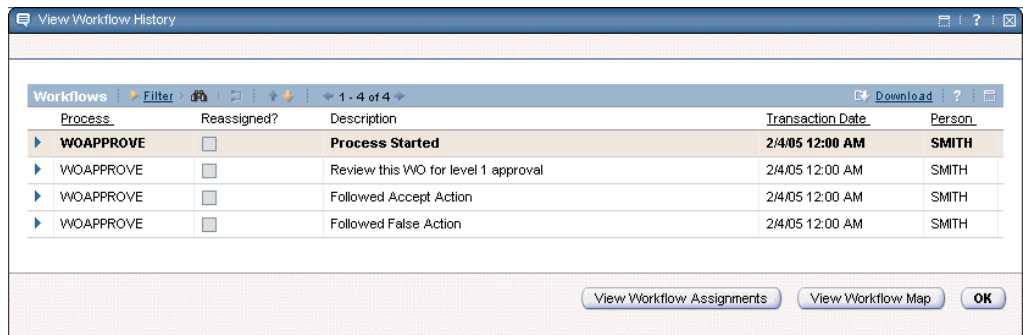 View Workflow History ?
Workflows Filter 1 - 4 of 4 Download ?
Process Reassigned? Description Transaction Date Person
WOAPPROVE Process Started 2/4/05 12:00 AM SMITH
WOAPPROVE Review this WO for level 1 approval 2/4/05 12:00 AM SMITH
WOAPPROVE Followed Accept Action 2/4/05 12:00 AM SMITH
WOAPPROVE Followed False Action 2/4/05 12:00 AM SMITH
View Workflow Assignments View Workflow Map OK